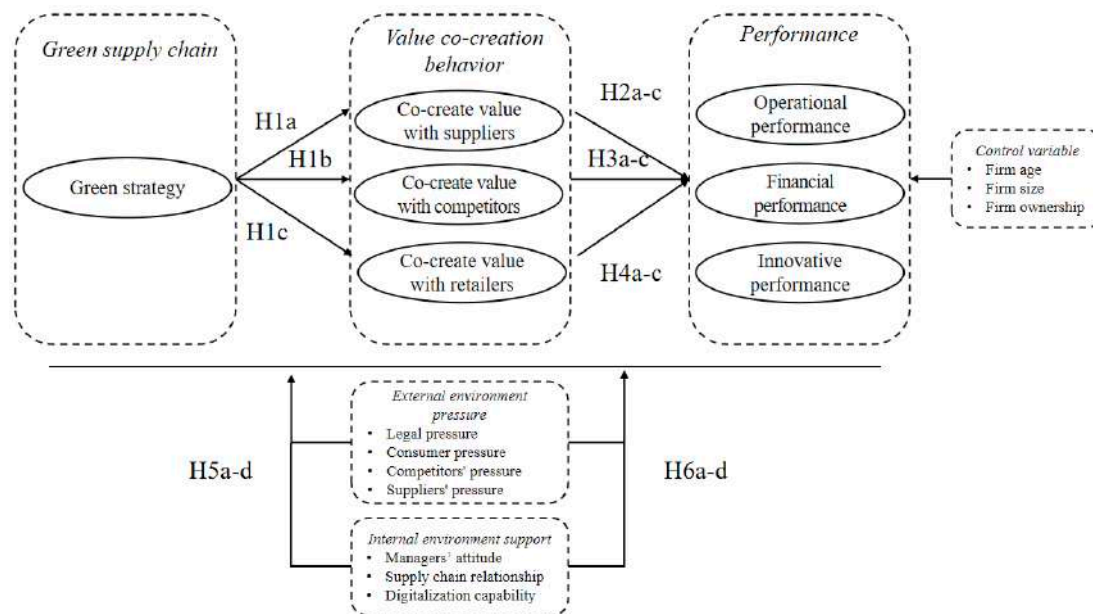 Green supply chain
Green strategy
H1a
H1b
H1c
Value co-creation
behavior
Co-create value
with suppliers
Co-create value
with competitors
Co-create value
with retailers
H2a-c
H3a-c
H4a-c
Performance
Operational
performance
Financial
performance
Innovative
performance
Control variable
• Firm age
• Firm size
• Firm ownership
H5a-d
External environment
pressure
• Legal pressure
• Consumer pressure
• Competitors' pressure
• Suppliers' pressure
H6a-d
Internal environment support
• Managers' attitude
• Supply chain relationship
• Digitalization capability